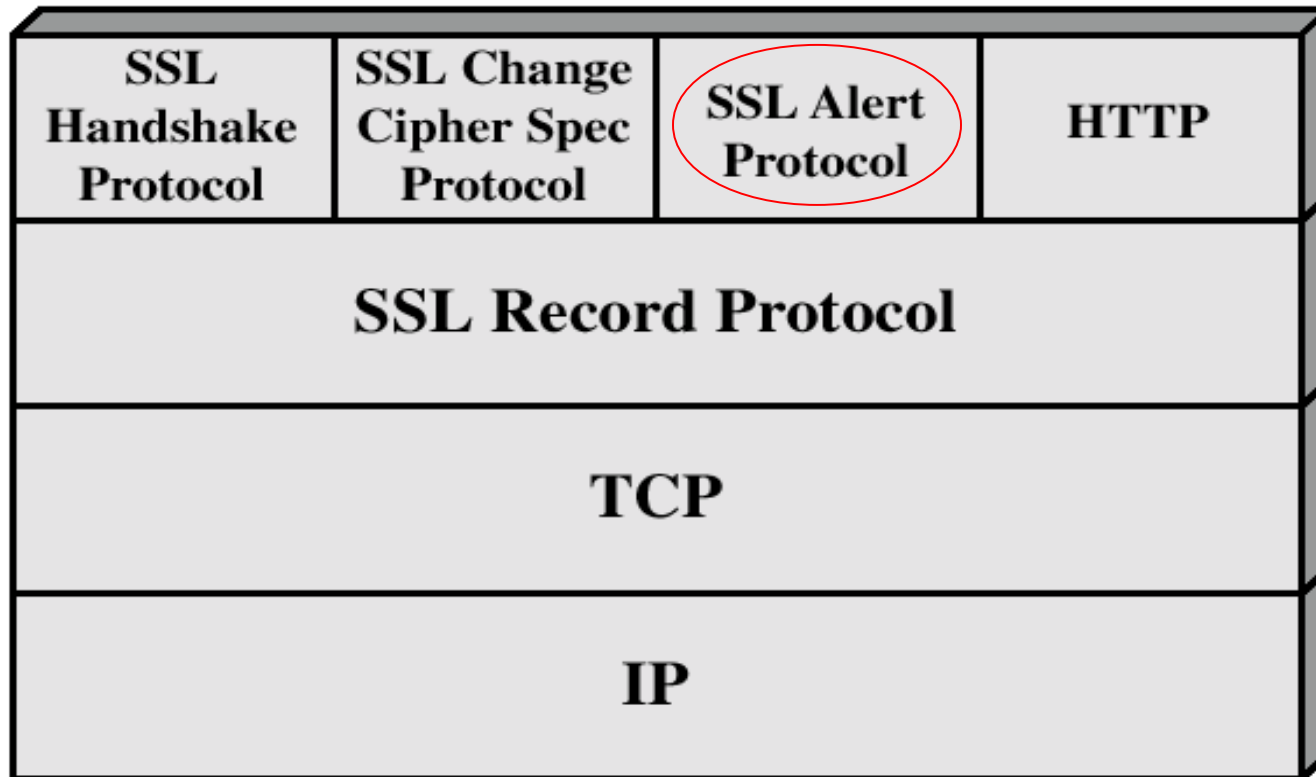 SSL
Handshake
Protocol
SSL Change
Cipher Spec
Protocol
SSL Alert
Protocol
HTTP
SSL Record Protocol
TCP
IP